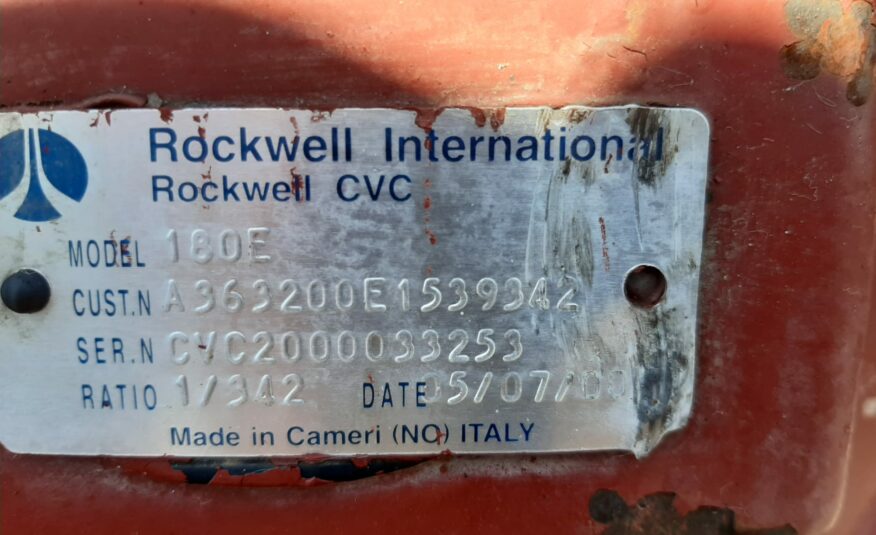 Rockwell International
Rockwell CVC
MODEL 180E
CUST.N A363200E1539342
SER.N CVC2000033253
RATIO 1/342 DATE 05/07/00
Made in Cameri (NO) ITALY